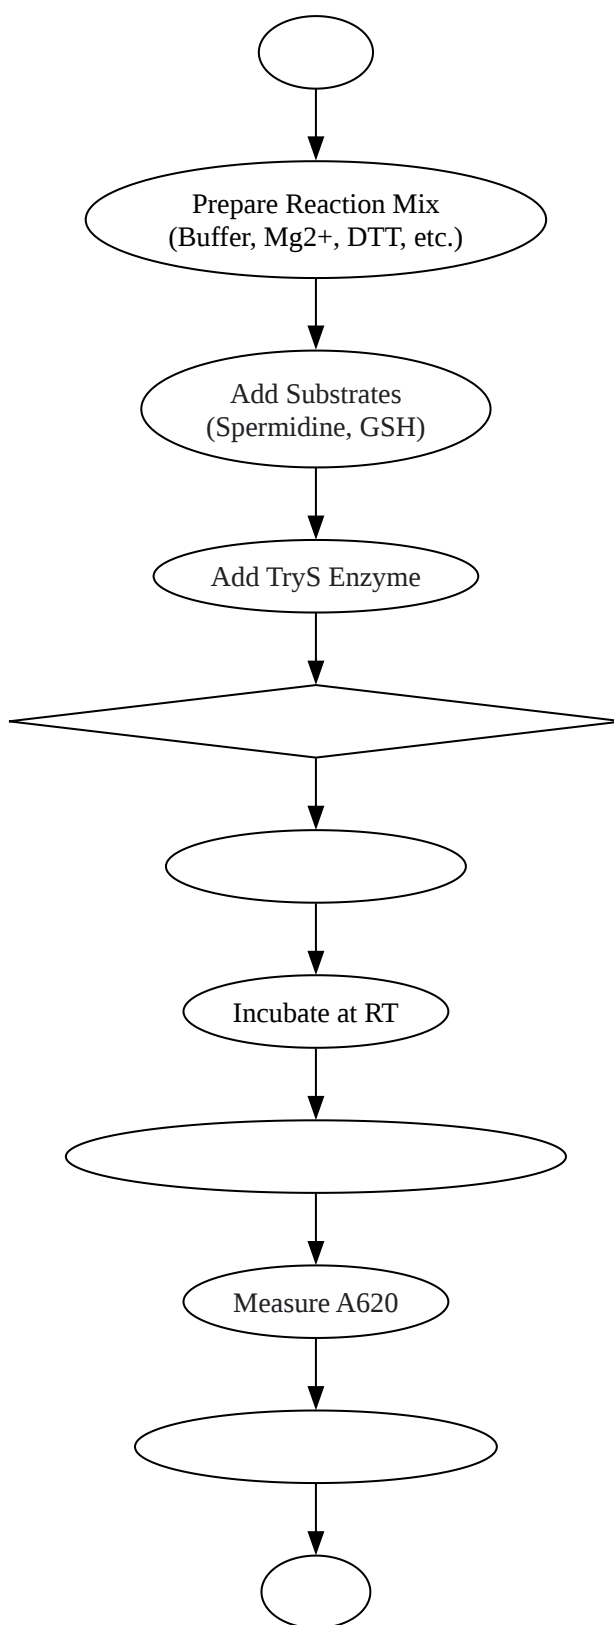 Prepare Reaction Mix
(Buffer, Mg2+, DTT, etc.)
Add Substrates
(Spermidine, GSH)
Add TryS Enzyme
Incubate at RT
Measure A620